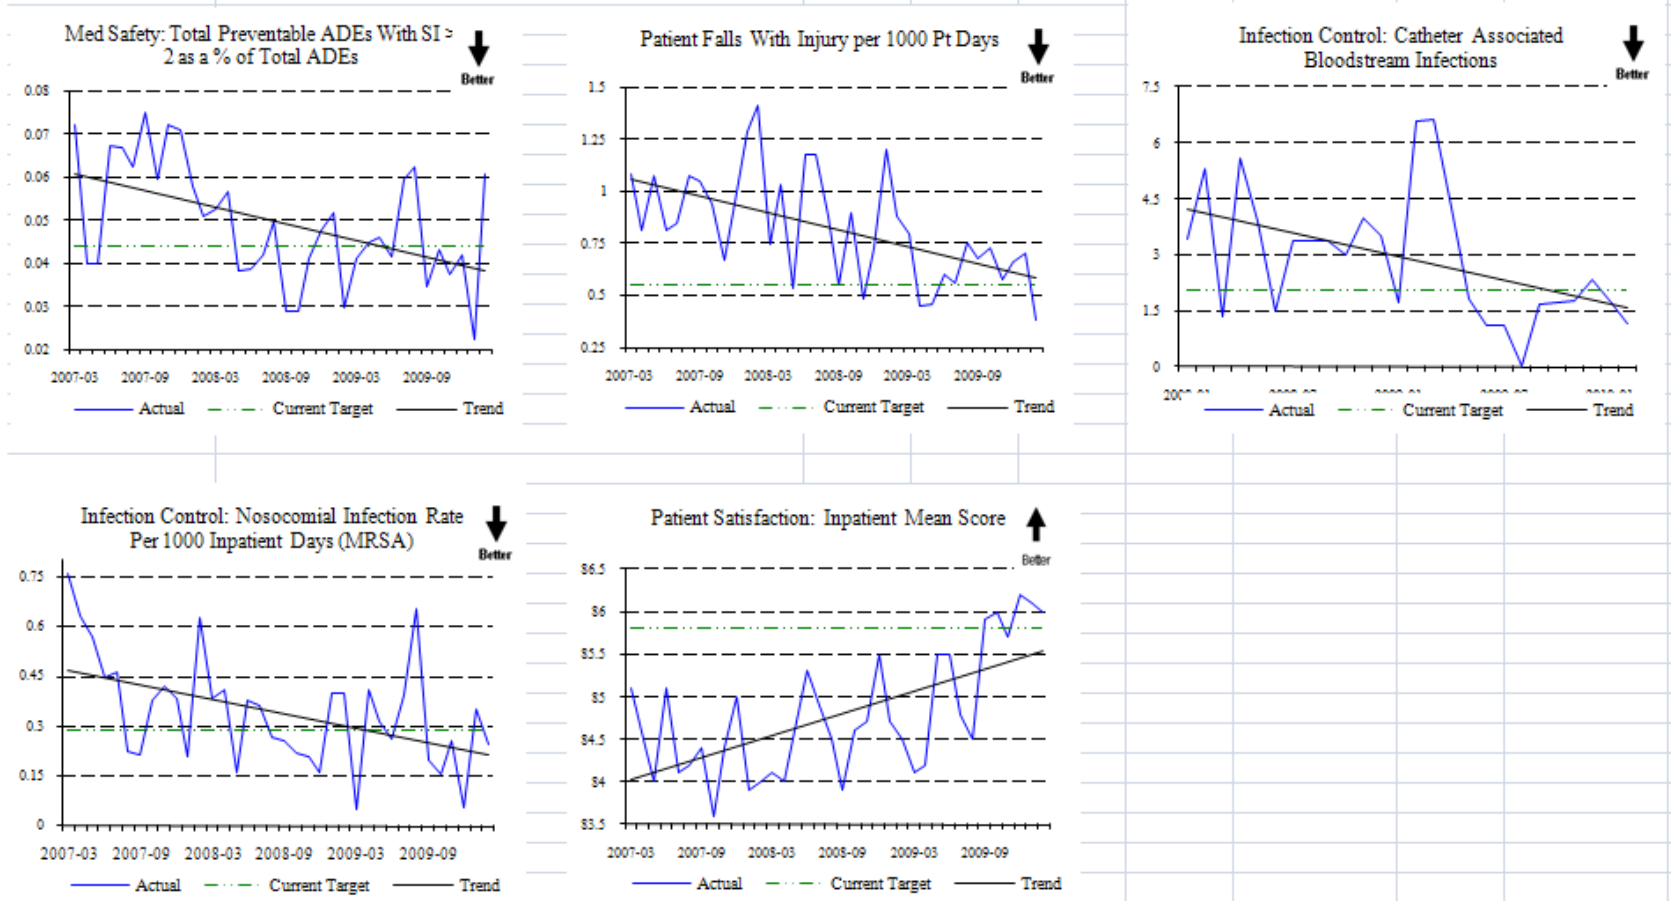 Med Safety: Total Preventable ADEs With SI >
2 as a % of Total ADEs
Better
0.08
0.07
0.06
0.05
0.04
0.03
0.02
2007-03 2007-09 2008-03 2008-09 2009-03 2009-09
Actual Current Target Trend
Patient Falls With Injury per 1000 Pt Days
Better
1.5
1.25
1
0.75
0.5
0.25
2007-03 2007-09 2008-03 2008-09 2009-03 2009-09
Actual Current Target Trend
Infection Control: Catheter Associated
Bloodstream Infections
Better
7.5
6
4.5
3
1.5
0
Actual Current Target Trend
Infection Control: Nosocomial Infection Rate
Per 1000 Inpatient Days (MRSA)
Better
0.75
0.6
0.45
0.3
0.15
0
2007-03 2007-09 2008-03 2008-09 2009-03 2009-09
Actual Current Target Trend
Patient Satisfaction: Inpatient Mean Score
Better
86.5
86
85.5
85
84.5
84
83.5
2007-03 2007-09 2008-03 2008-09 2009-03 2009-09
Actual Current Target Trend